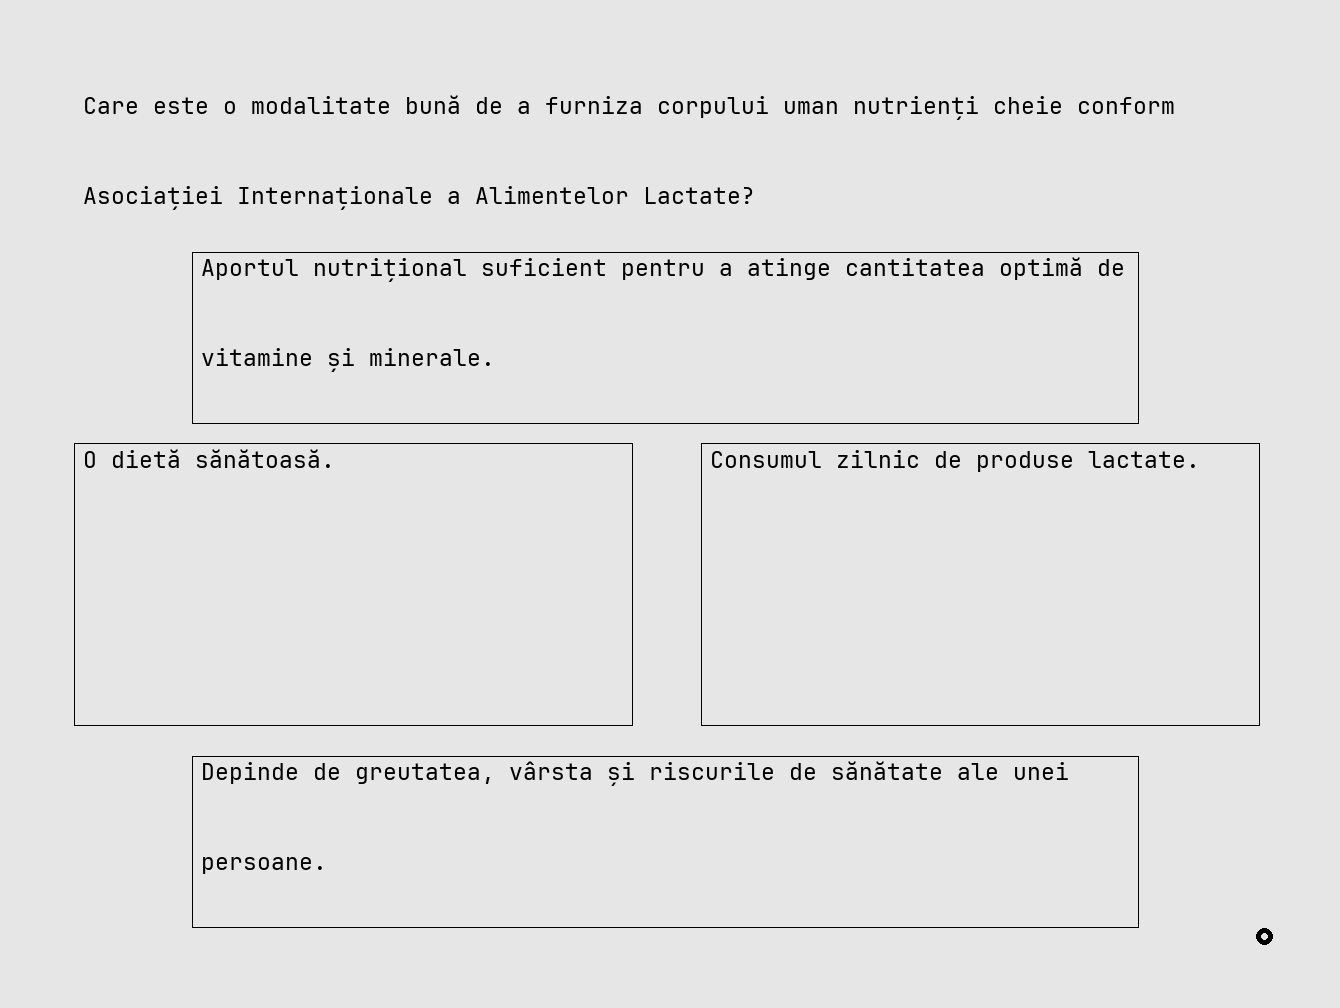 Care este o modalitate bună de a furniza corpului uman nutrienți cheie conform
Asociației Internaționale a Alimentelor Lactate?
Aportul nutrițional suficient pentru a atinge cantitatea optimă de
vitamine și minerale.
O dietă sănătoasă.
Consumul zilnic de produse lactate.
Depinde de greutatea, vârsta și riscurile de sănătate ale unei
persoane.